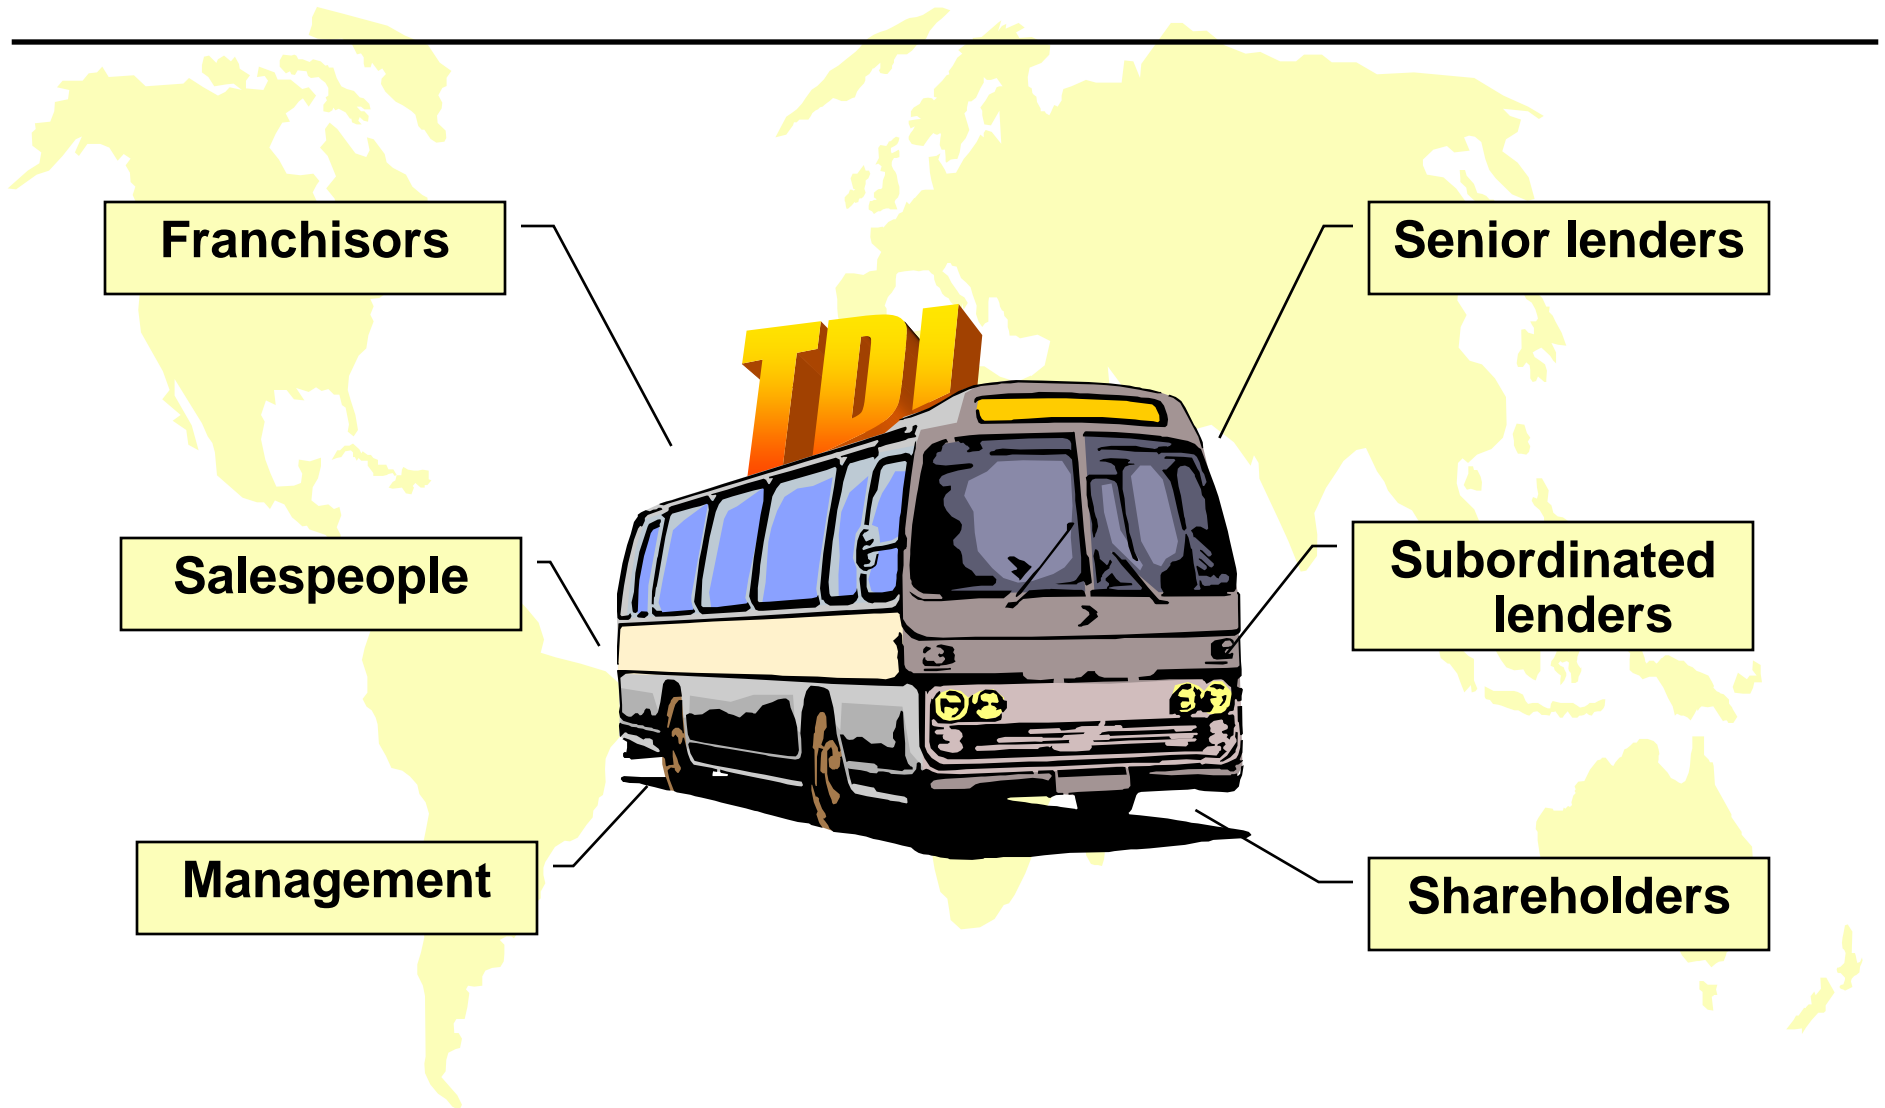 Franchisors
Senior lenders
TDI
Salespeople
Subordinated
lenders
Management
Shareholders